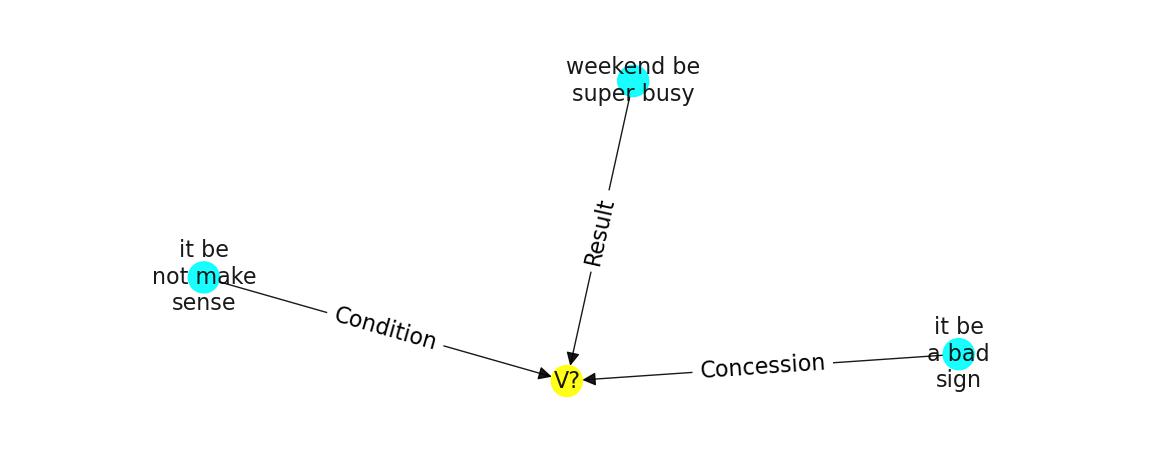 weekend be
super busy
Result
it be
not make
sense
Condition
it be
a bad
sign
Concession
V?